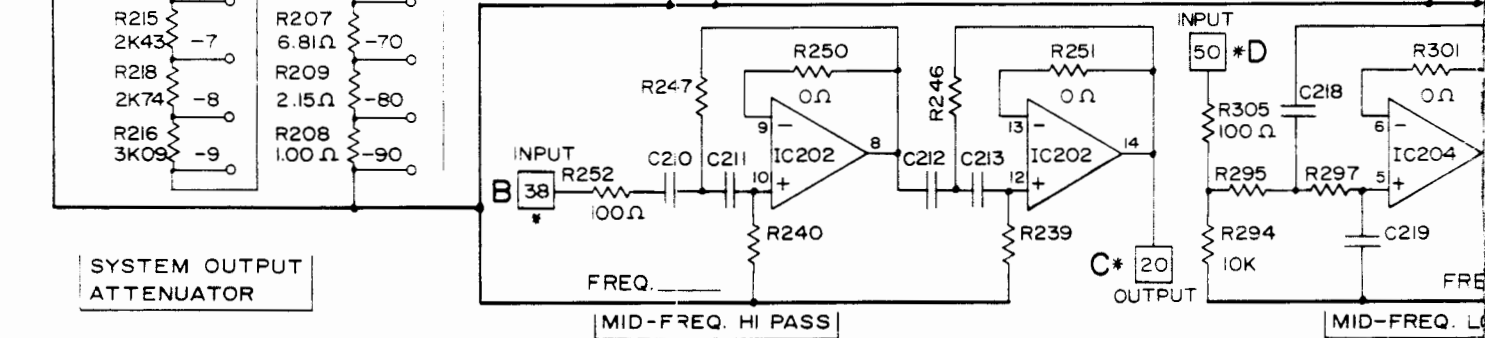 R215
2K43
-7
R218
2K74
-8
R216
3K09
-9
R207
6.81Ω
-70
R209
2.15Ω
-80
R208
1.00Ω
-90
SYSTEM OUTPUT
ATTENUATOR
INPUT
B
38
*
R252
100Ω
C210
R247
C211
R250
0Ω
9
-
8
IC202
10
+
R240
FREQ.____
MID-FREQ. HI PASS
C212
R246
C213
R251
0Ω
13
-
14
IC202
12
+
R239
C*
20
OUTPUT
INPUT
50
*D
R305
100Ω
R295
R294
10K
C218
R297
R301
0Ω
6
-
IC204
5
+
C219
FRE
MID-FREQ. L